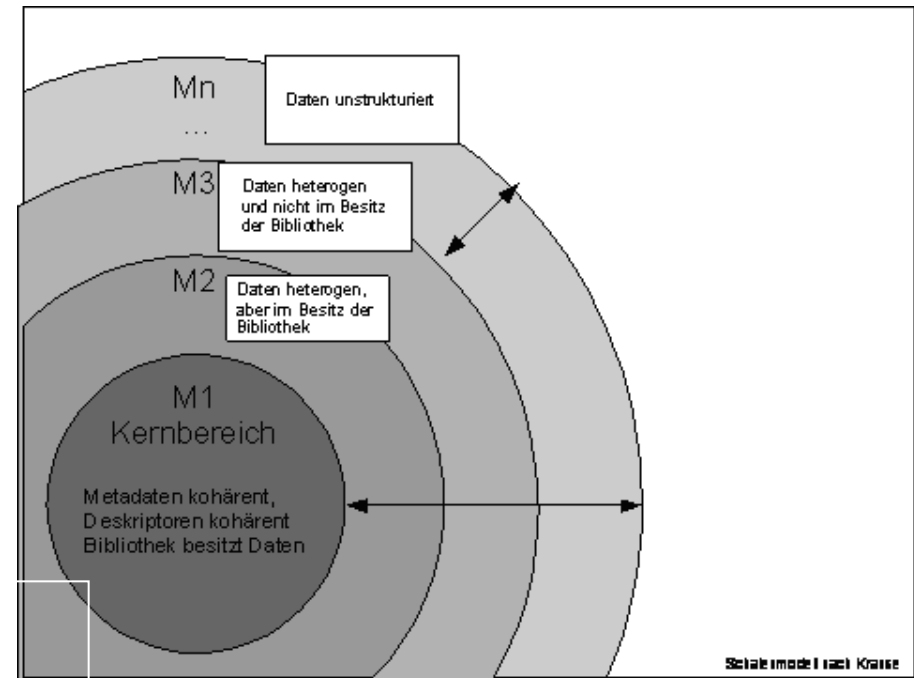 Mn
...
Daten unstrukturiert
M3
Daten heterogen
und nicht im Besitz
der Bibliothek
M2
Daten heterogen,
aber im Besitz der
Bibliothek
M1
Kernbereich
Metadaten kohärent,
Deskriptoren kohärent
Bibliothek besitzt Daten
Schalenmodell nach Krause